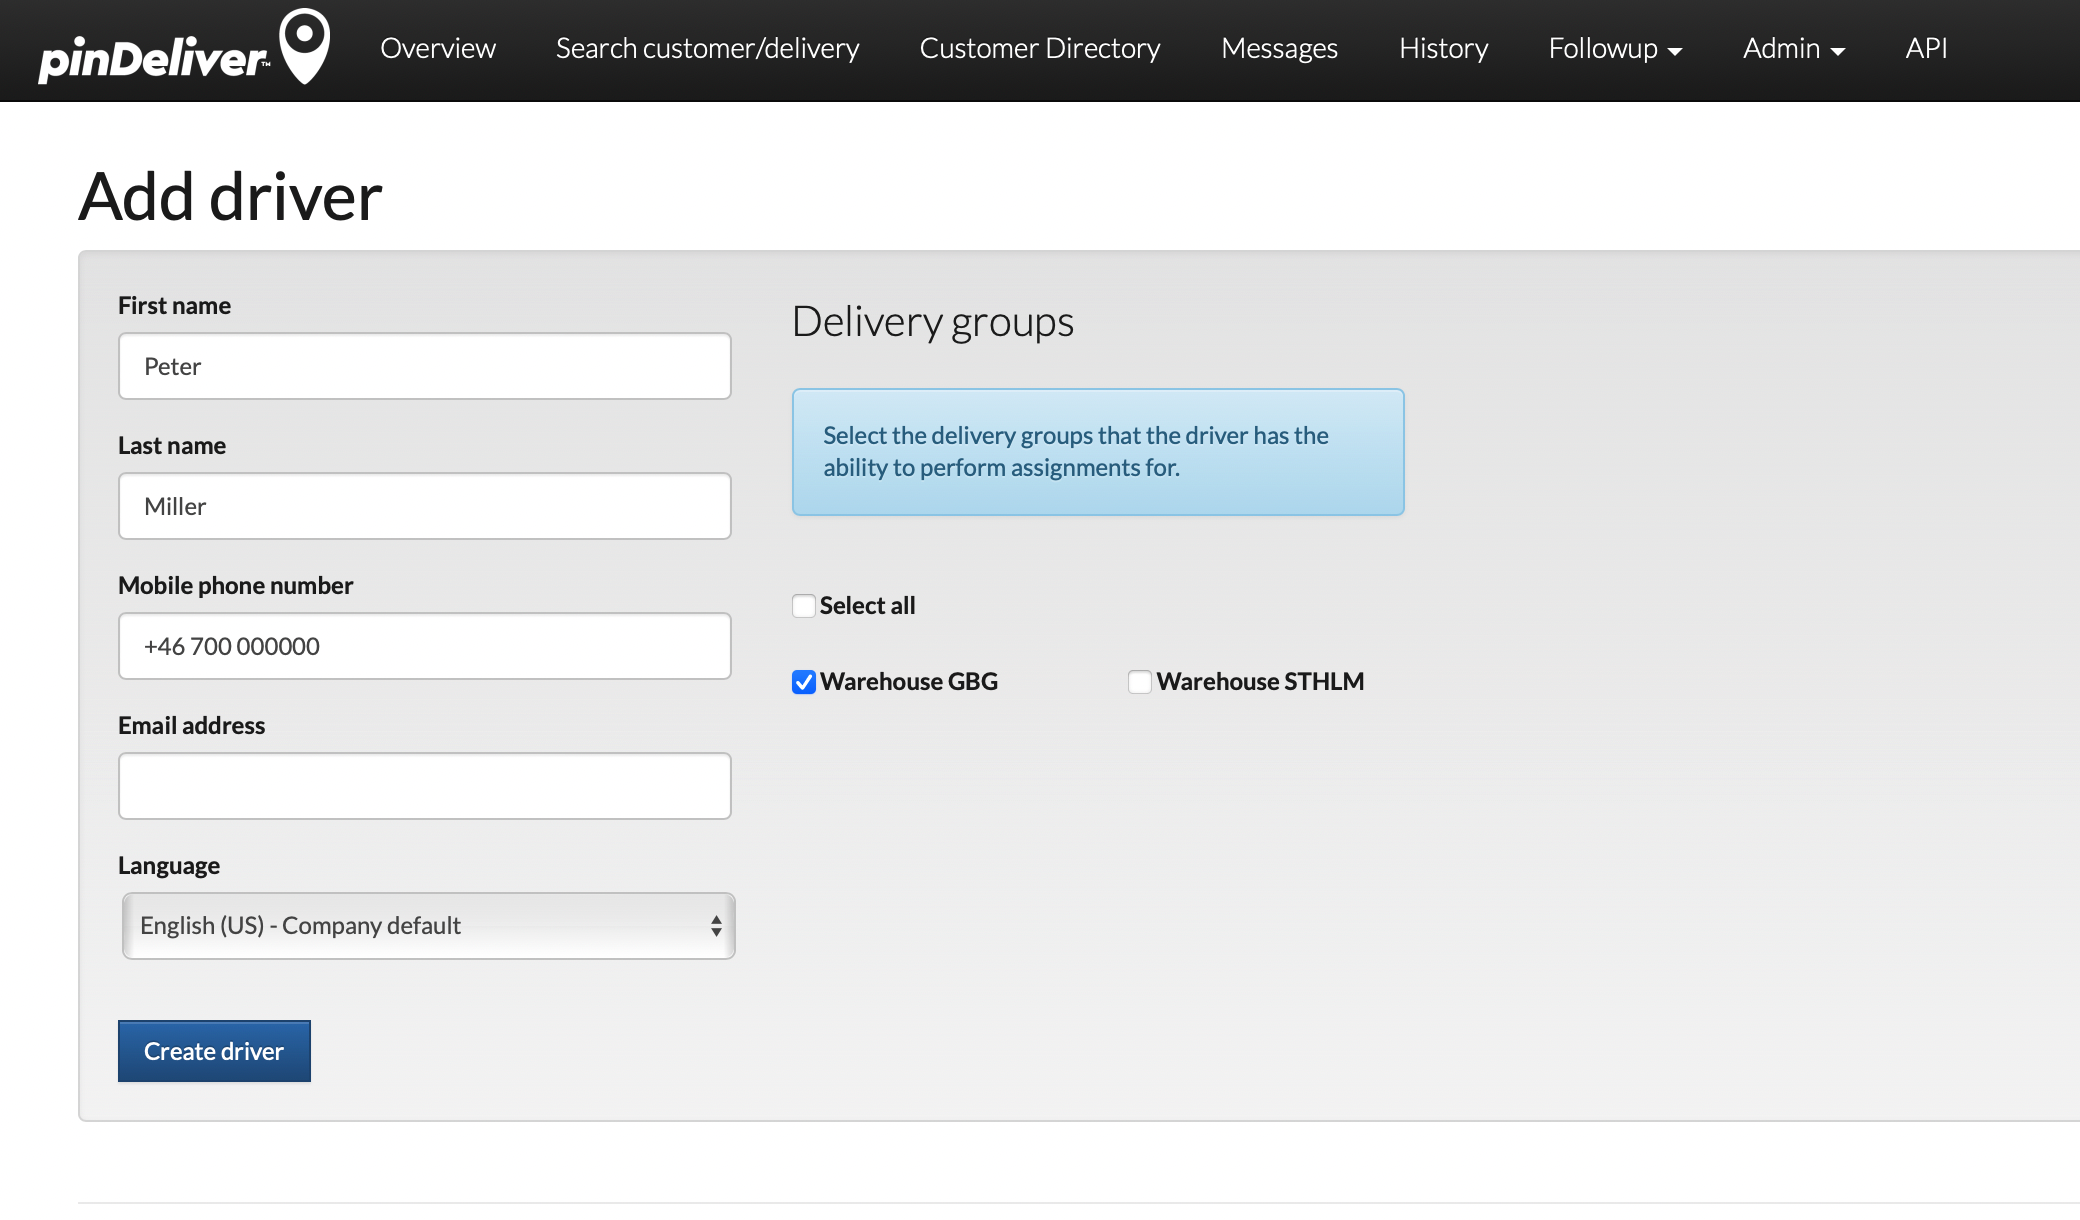 pinDeliver™
Overview
Search customer/delivery
Customer Directory
Messages
History
Followup
Admin
API
Add driver
First name
Peter
Last name
Miller
Mobile phone number
+46 700 000000
Email address
Language
English (US) - Company default
Create driver
Delivery groups
Select the delivery groups that the driver has the
ability to perform assignments for.
Select all
Warehouse GBG
Warehouse STHLM